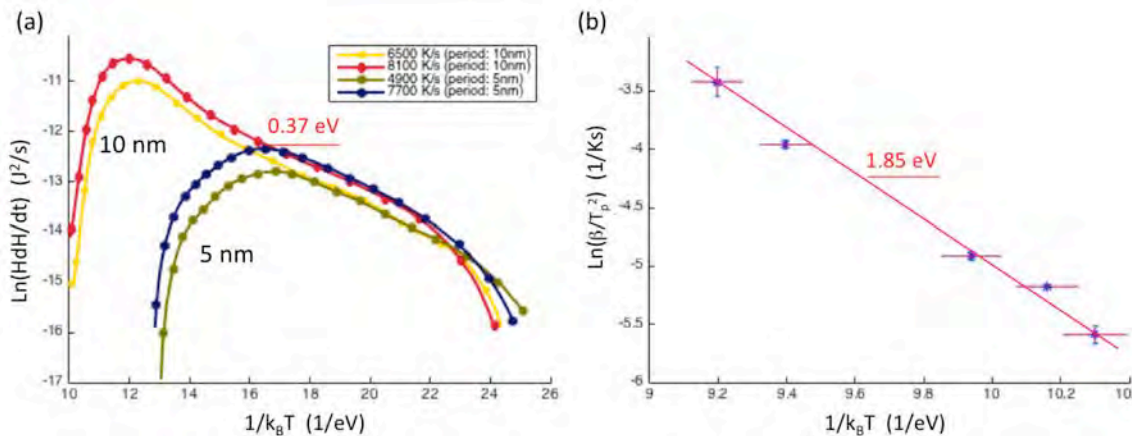 (a)
Ln(HdH/dt) (J²/s)
-11
-12
-13
-14
-15
-16
-17
6500 K/s (period: 10nm)
8100 K/s (period: 10nm)
4900 K/s (period: 5nm)
7700 K/s (period: 5nm)
0.37 eV
10 nm
5 nm
10 12 14 16 18 20 22 24 26
1/k_BT (1/eV)
(b)
Ln(β/T_p²) (1/Ks)
-3.5
-4
-4.5
-5
-5.5
-6
1.85 eV
9 9.4 9.4 9.8 9.8 10 10.2
1/k_BT (1/eV)